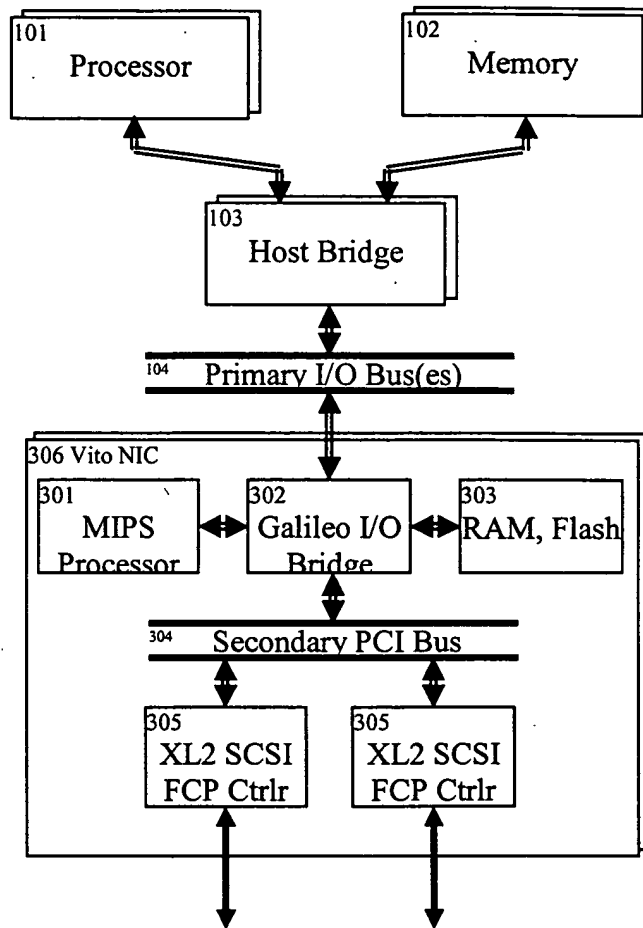 101
Processor
102
Memory
103
Host Bridge
104
Primary I/O Bus(es)
306 Vito NIC
301
MIPS
Processor
302
Galileo I/O
Bridge
303
RAM, Flash
304
Secondary PCI Bus
305
XL2 SCSI
FCP Ctrlr
305
XL2 SCSI
FCP Ctrlr